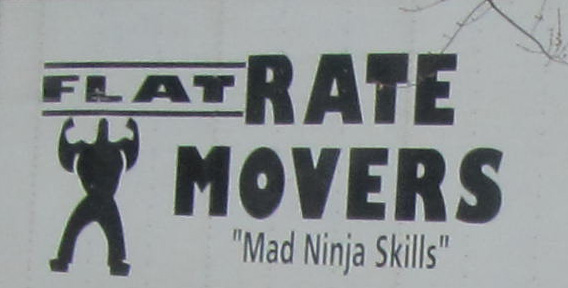 FLAT RATE
MOVERS
"Mad Ninja Skills"